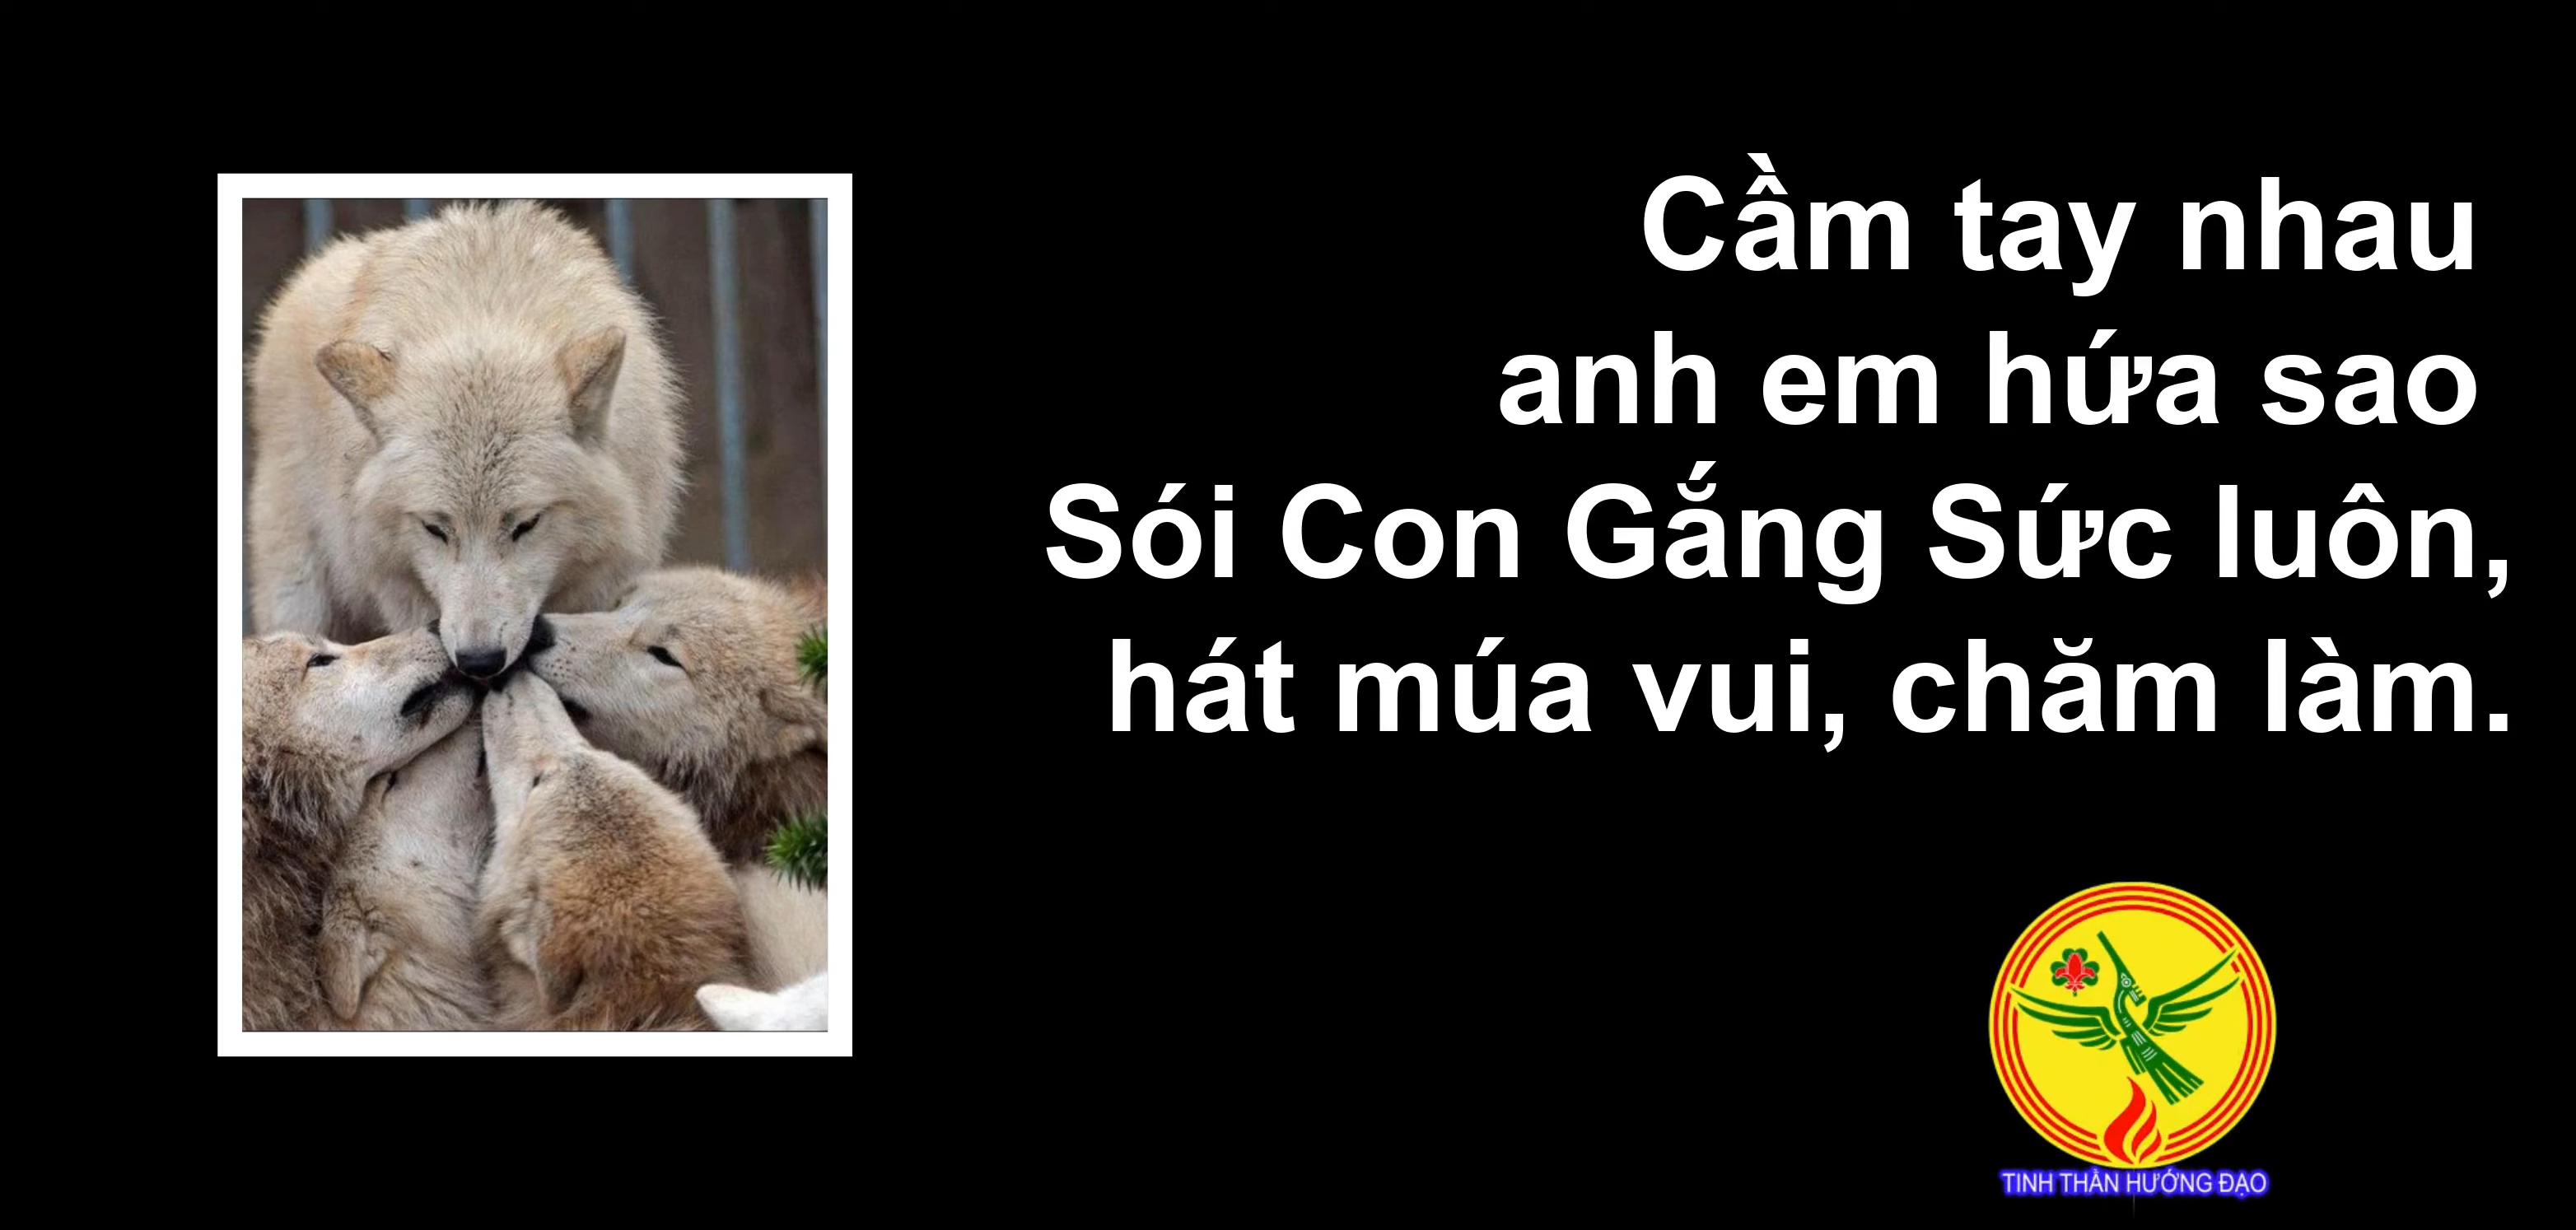 Cầm tay nhau
anh em hứa sao
Sói Con Gắng Sức luôn,
hát múa vui, chăm làm.
TINH THẦN HƯỚNG ĐẠO